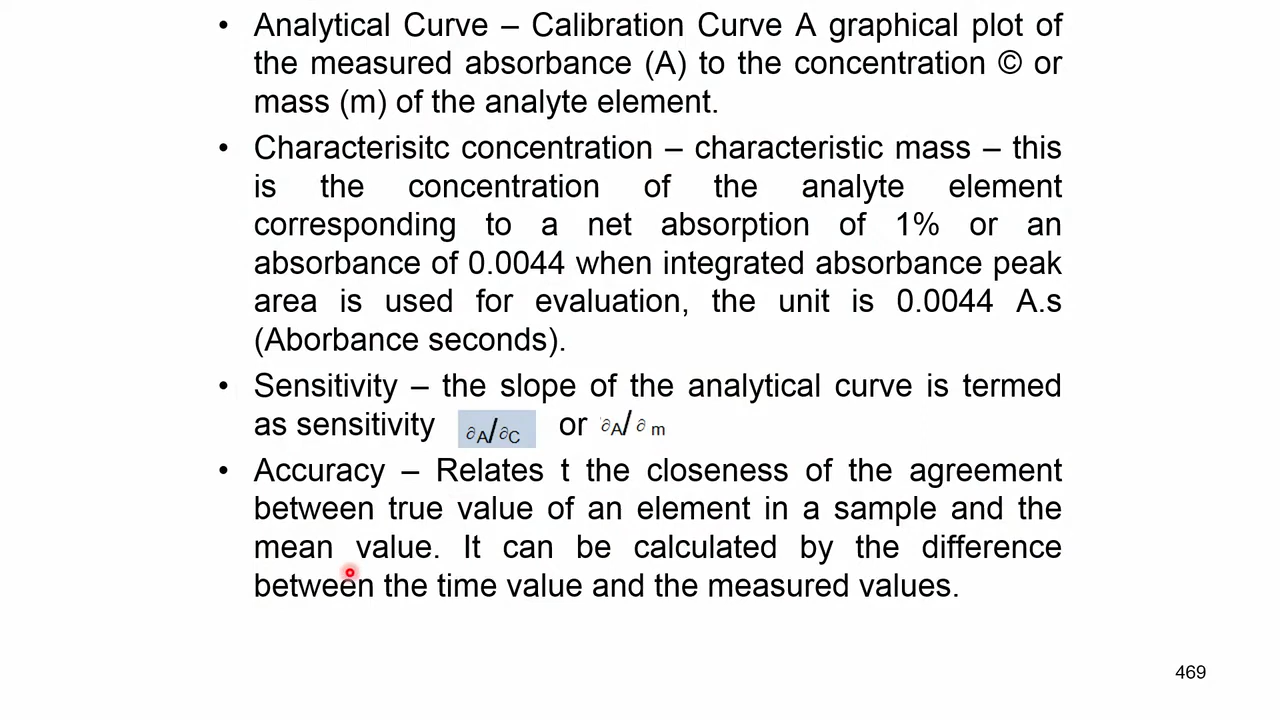 • Analytical Curve – Calibration Curve A graphical plot of
the measured absorbance (A) to the concentration © or
mass (m) of the analyte element.
• Characterisitc concentration – characteristic mass – this
is the concentration of the analyte element
corresponding to a net absorption of 1% or an
absorbance of 0.0044 when integrated absorbance peak
area is used for evaluation, the unit is 0.0044 A.s
(Aborbance seconds).
• Sensitivity – the slope of the analytical curve is termed
as sensitivity ∂A/∂C or ∂A/∂ m
• Accuracy – Relates t the closeness of the agreement
between true value of an element in a sample and the
mean value. It can be calculated by the difference
between the time value and the measured values.
469